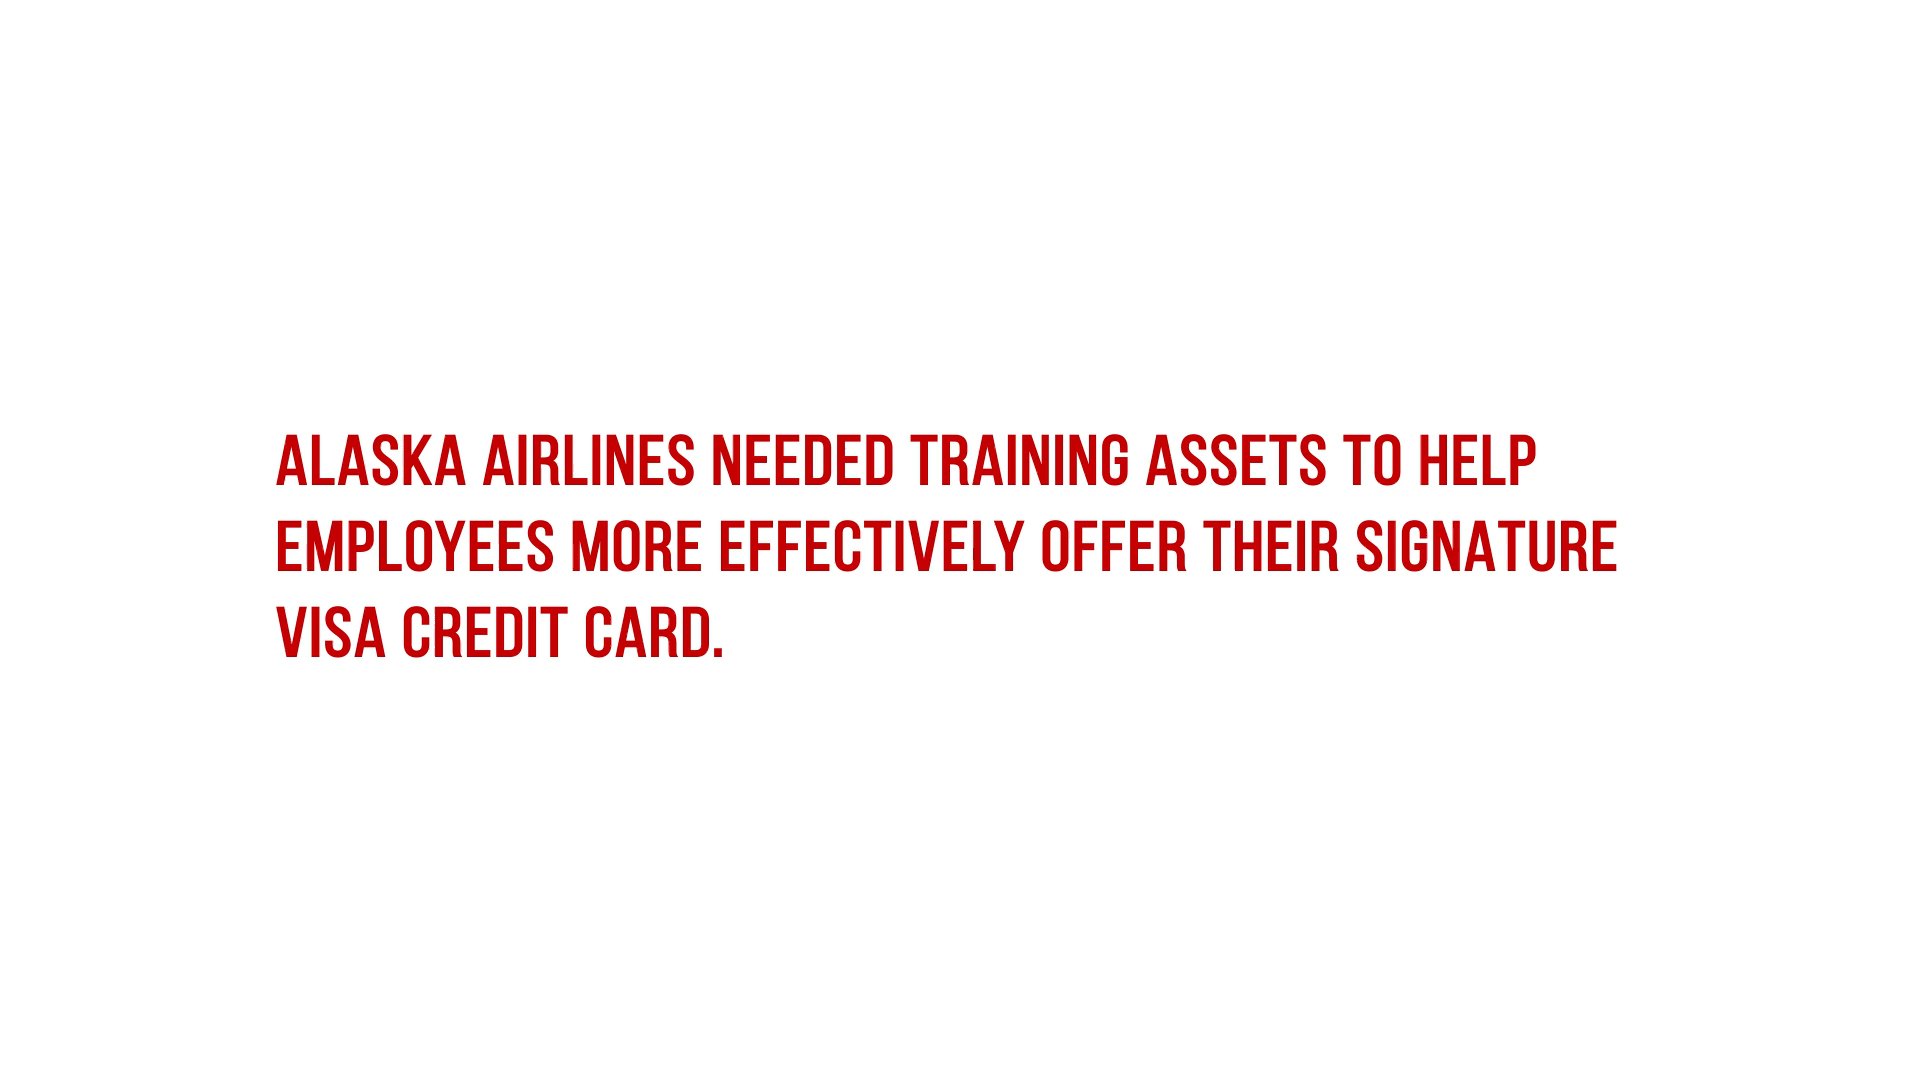 ALASKA AIRLINES NEEDED TRAINING ASSETS TO HELP
EMPLOYEES MORE EFFECTIVELY OFFER THEIR SIGNATURE
VISA CREDIT CARD.